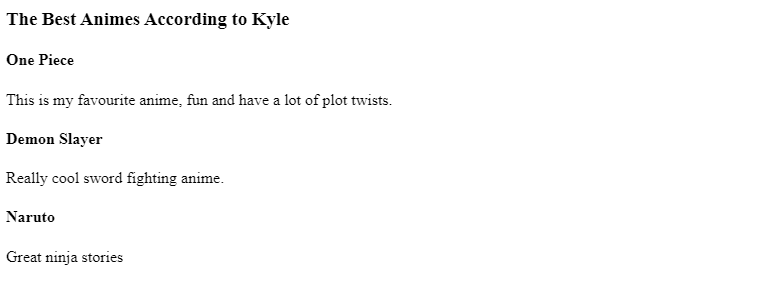 The Best Animes According to Kyle
One Piece
This is my favourite anime, fun and have a lot of plot twists.
Demon Slayer
Really cool sword fighting anime.
Naruto
Great ninja stories